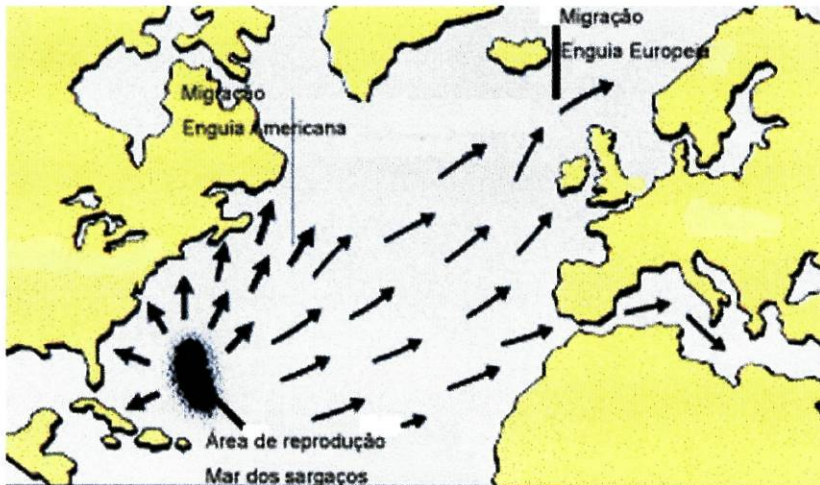 Migração
Enguia Europeia
Migração
Enguia Americana
Área de reprodução
Mar dos sargaços